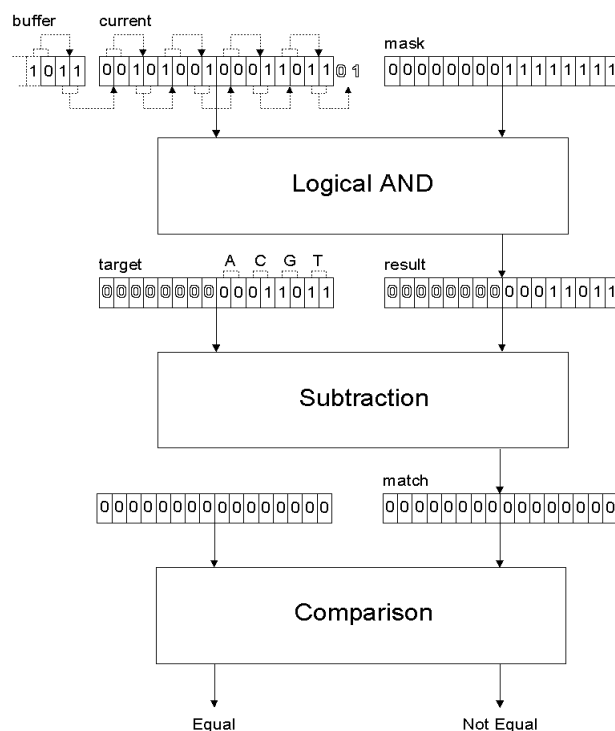 buffer current mask
1011 0010100100011011 01 0000000011111111
Logical AND
A C G T
target result
0000000000011011 0000000000011011
Subtraction
match
0000000000000000 0000000000000000
Comparison
Equal Not Equal